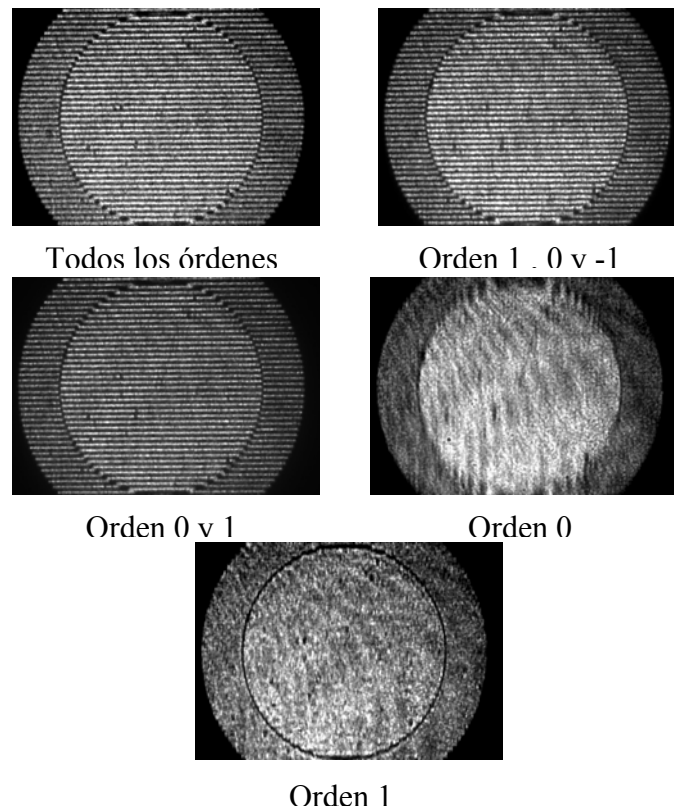 Todos los órdenes
Orden 1 , 0 y -1
Orden 0 y 1
Orden 0
Orden 1